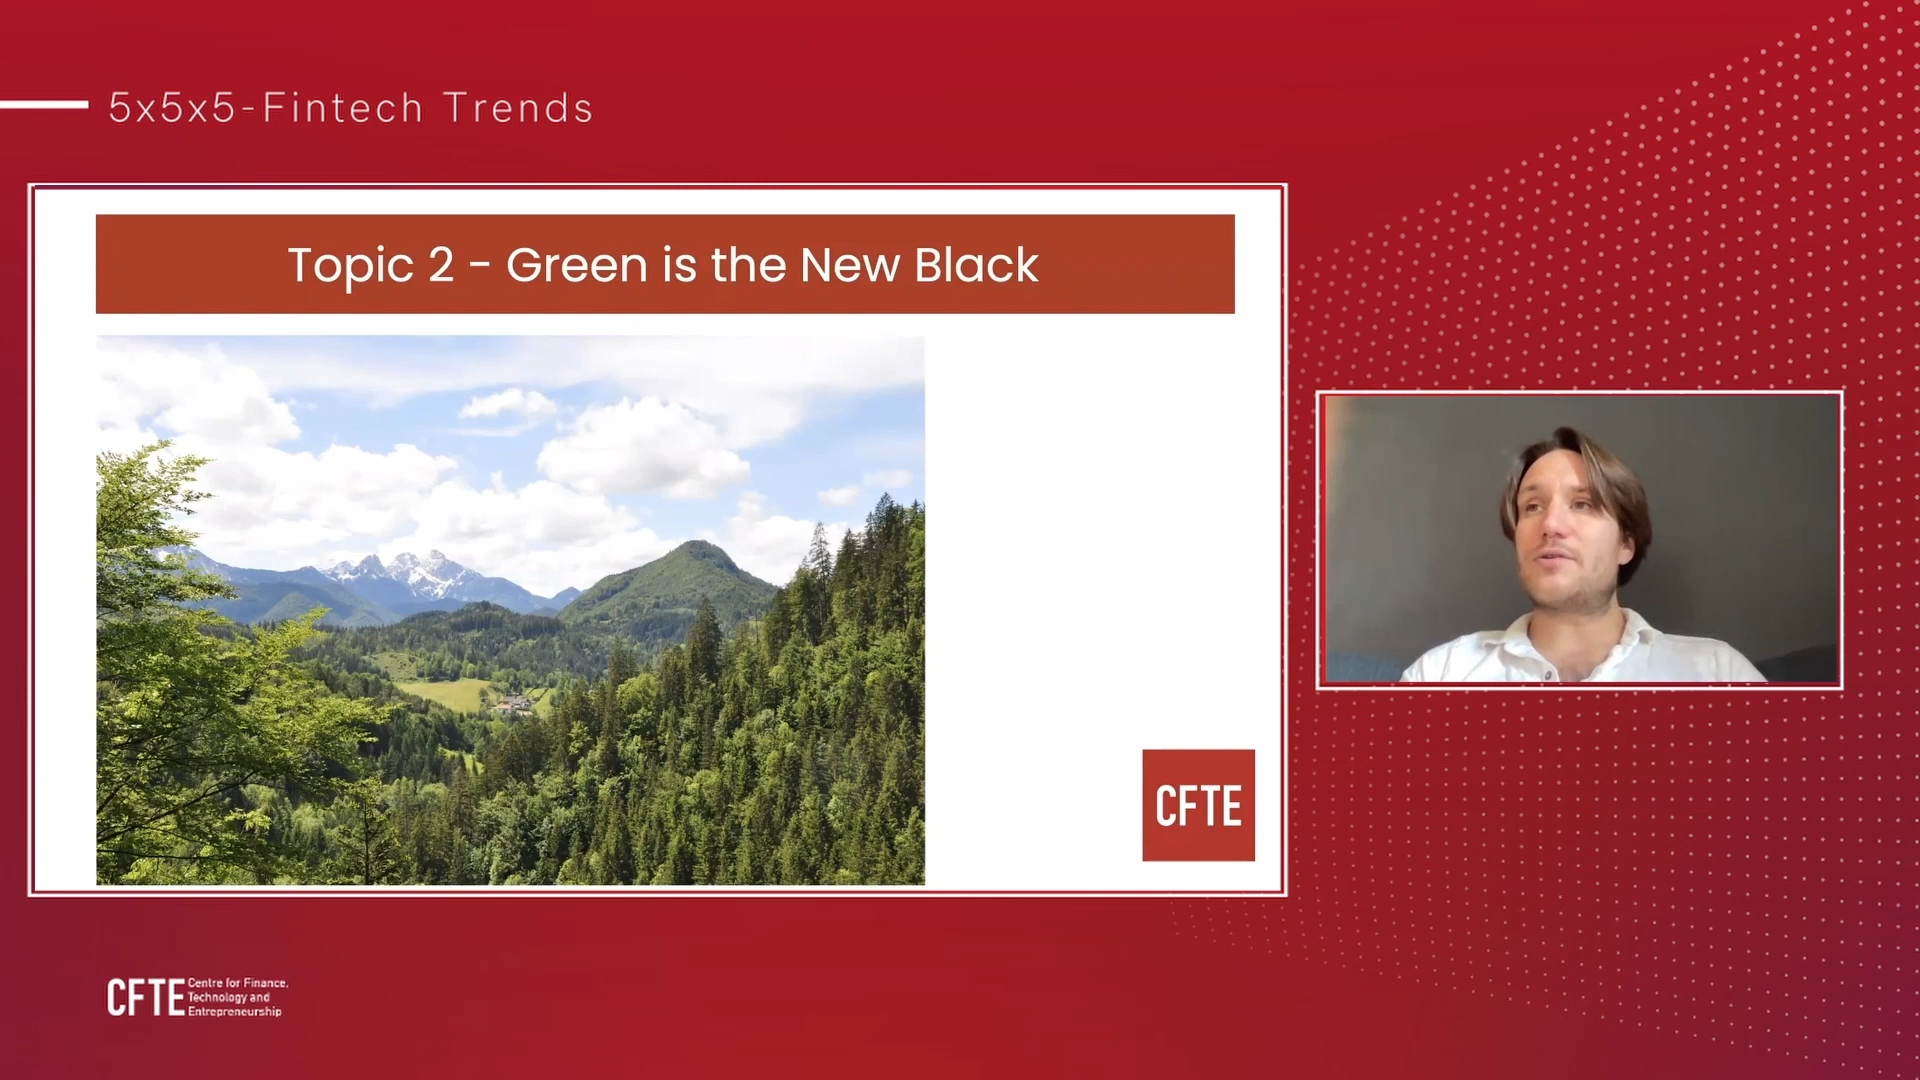 5x5x5-Fintech Trends
Topic 2 - Green is the New Black
CFTE
CFTE
Centre for Finance,
Technology and
Entrepreneurship